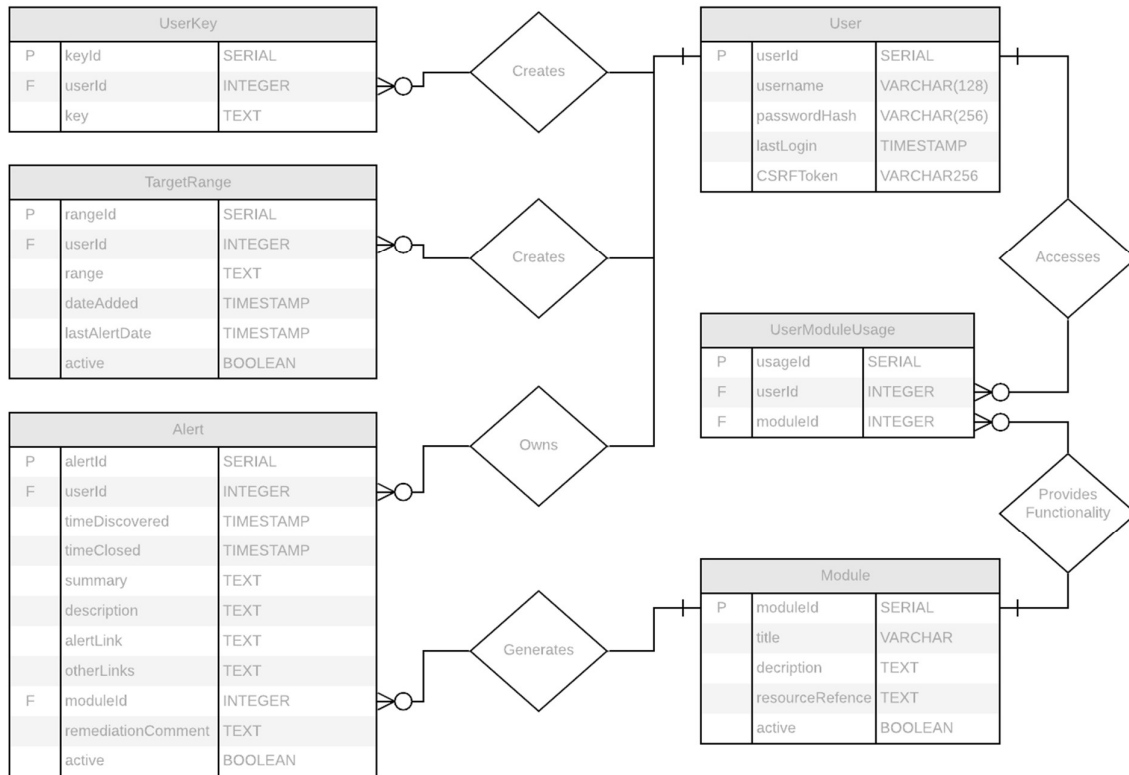 UserKey
P keyId SERIAL
F userId INTEGER
key TEXT
Creates
User
P userId SERIAL
username VARCHAR(128)
passwordHash VARCHAR(256)
lastLogin TIMESTAMP
CSRFToken VARCHAR256
TargetRange
P rangeId SERIAL
F userId INTEGER
range TEXT
dateAdded TIMESTAMP
lastAlertDate TIMESTAMP
active BOOLEAN
Creates
Accesses
UserModuleUsage
P usageId SERIAL
F userId INTEGER
F moduleId INTEGER
Alert
P alertId SERIAL
F userId INTEGER
timeDiscovered TIMESTAMP
timeClosed TIMESTAMP
summary TEXT
description TEXT
alertLink TEXT
otherLinks TEXT
F moduleId INTEGER
remediationComment TEXT
active BOOLEAN
Owns
Provides
Functionality
Generates
Module
P moduleId SERIAL
title VARCHAR
decription TEXT
resourceRefence TEXT
active BOOLEAN